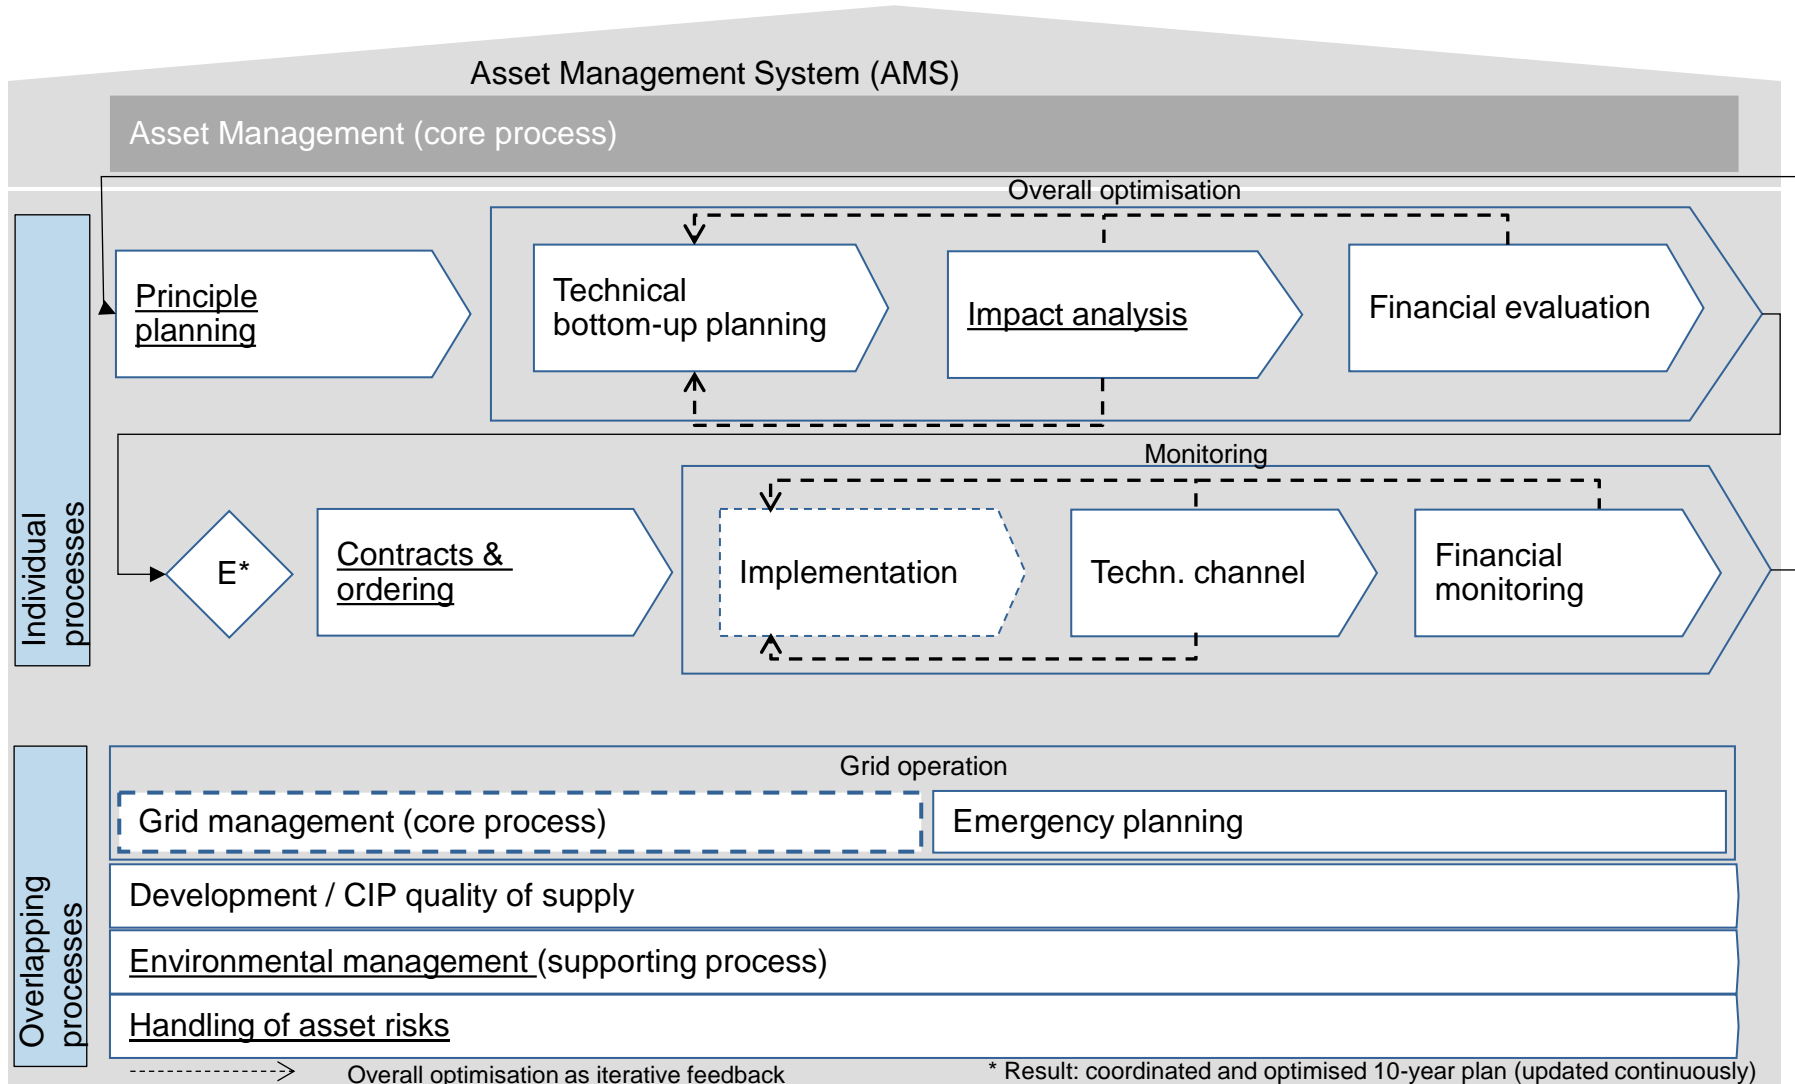 Asset Management System (AMS)
Asset Management (core process)
Overall optimisation
Individual
processes
Principle
planning
Technical
bottom-up planning
Impact analysis
Financial evaluation
Monitoring
E*
Contracts &
ordering
Implementation
Techn. channel
Financial
monitoring
Overlapping
processes
Grid operation
Grid management (core process)
Emergency planning
Development / CIP quality of supply
Environmental management (supporting process)
Handling of asset risks
Overall optimisation as iterative feedback
* Result: coordinated and optimised 10-year plan (updated continuously)